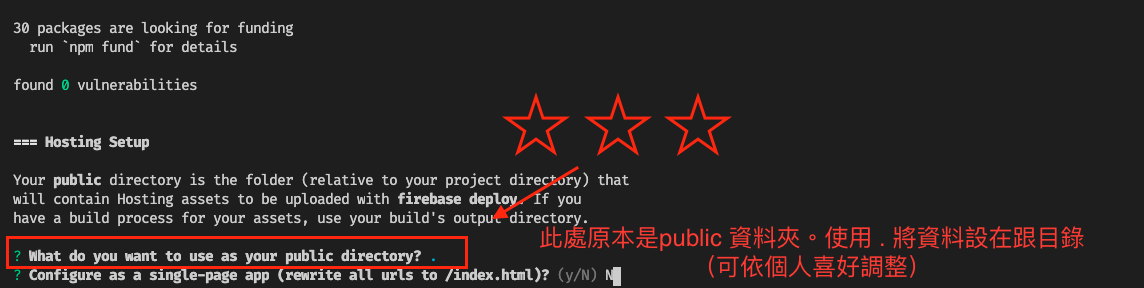 30 packages are looking for funding
run `npm fund` for details
found 0 vulnerabilities
=== Hosting Setup
Your public directory is the folder (relative to your project directory) that
will contain Hosting assets to be uploaded with firebase deploy. If you
have a build process for your assets, use your build's output directory.
? What do you want to use as your public directory? .
? Configure as a single-page app (rewrite all urls to /index.html)? (y/N) N
此處原本是public 資料夾。使用 . 將資料設在跟目錄
（可依個人喜好調整）